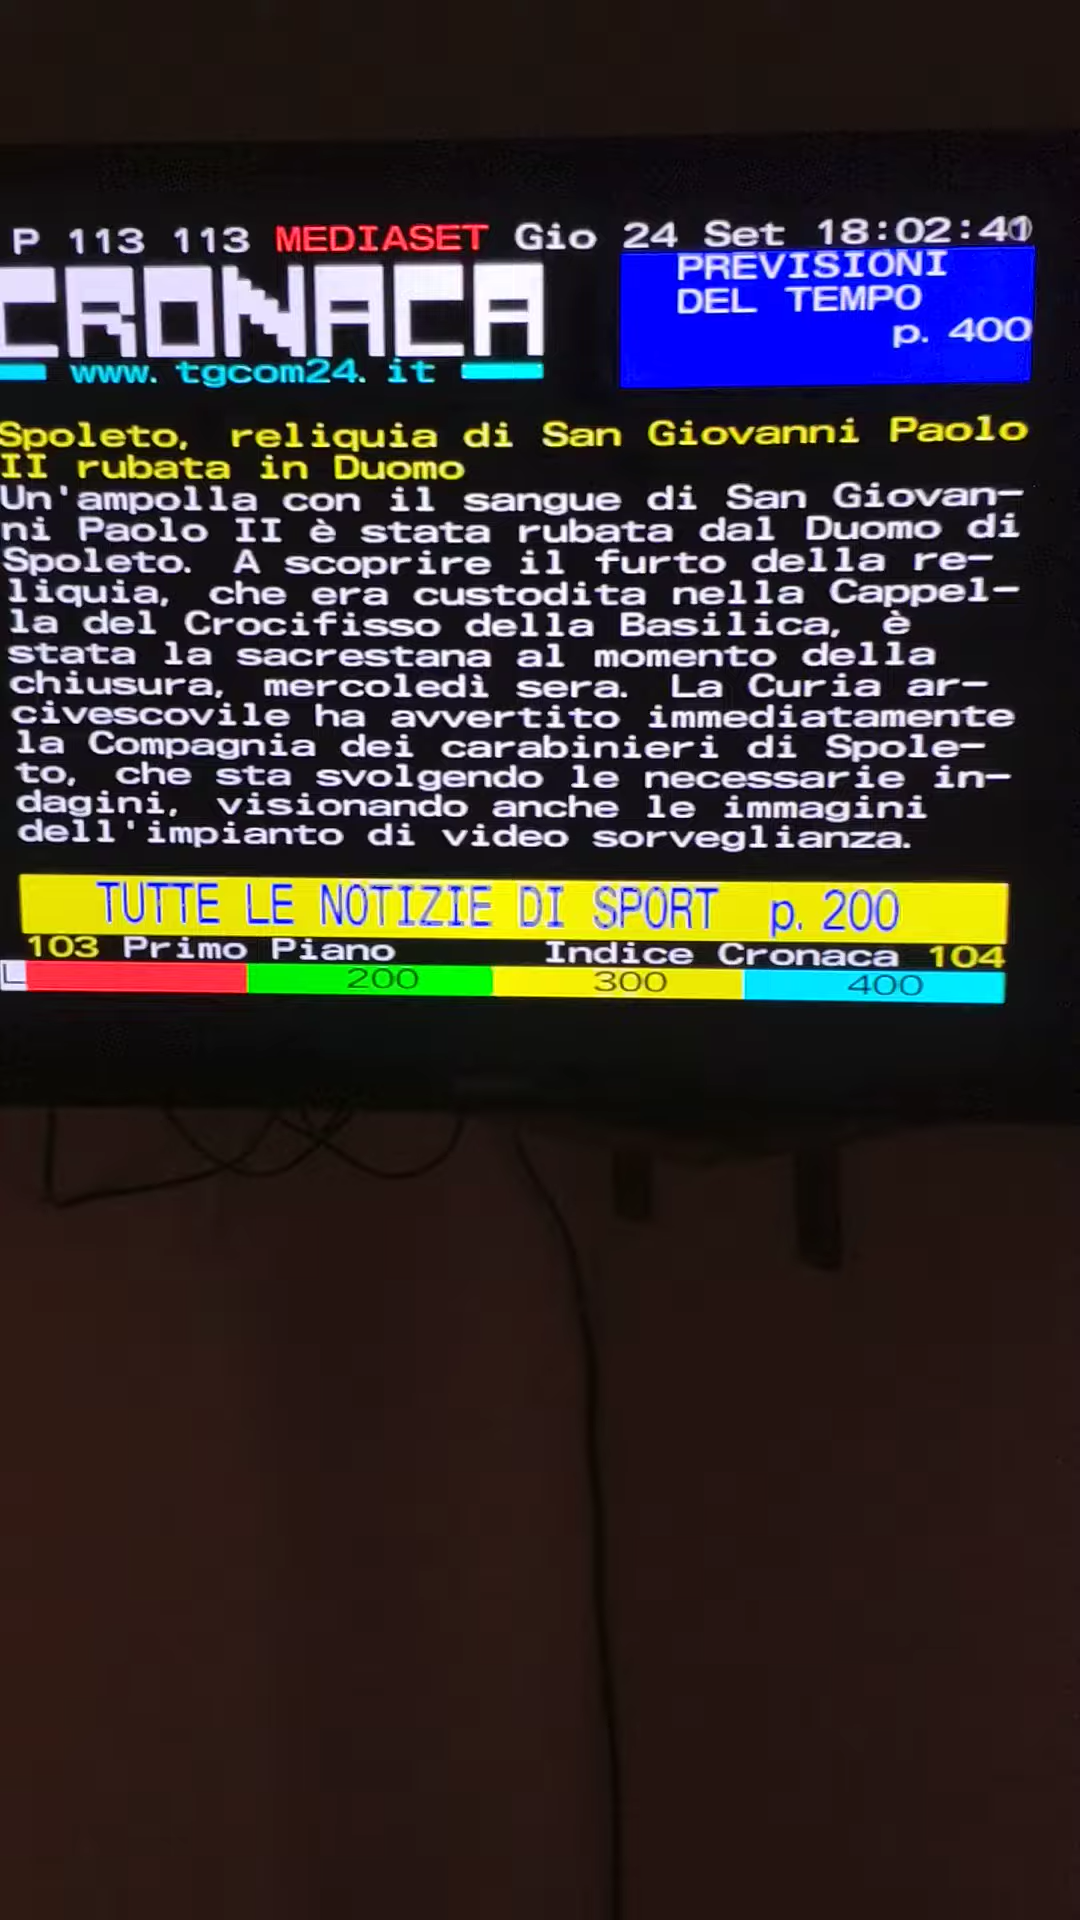 P 113 113 MEDIASET Gio 24 Set 18:02:41
CRONACA
PREVISIONI
DEL TEMPO
p. 400
www. tgcom24. it
Spoleto, reliquia di San Giovanni Paolo
II rubata in Duomo
Un'ampolla con il sangue di San Giovan-
ni Paolo II è stata rubata dal Duomo di
Spoleto. A scoprire il furto della re-
liquia, che era custodita nella Cappel-
la del Crocifisso della Basilica, è
stata la sacrestana al momento della
chiusura, mercoledì sera. La Curia ar-
civescovile ha avvertito immediatamente
la Compagnia dei carabinieri di Spole-
to, che sta svolgendo le necessarie in-
dagini, visionando anche le immagini
dell'impianto di video sorveglianza.
TUTTE LE NOTIZIE DI SPORT p. 200
103 Primo Piano Indice Cronaca 104
200 300 400